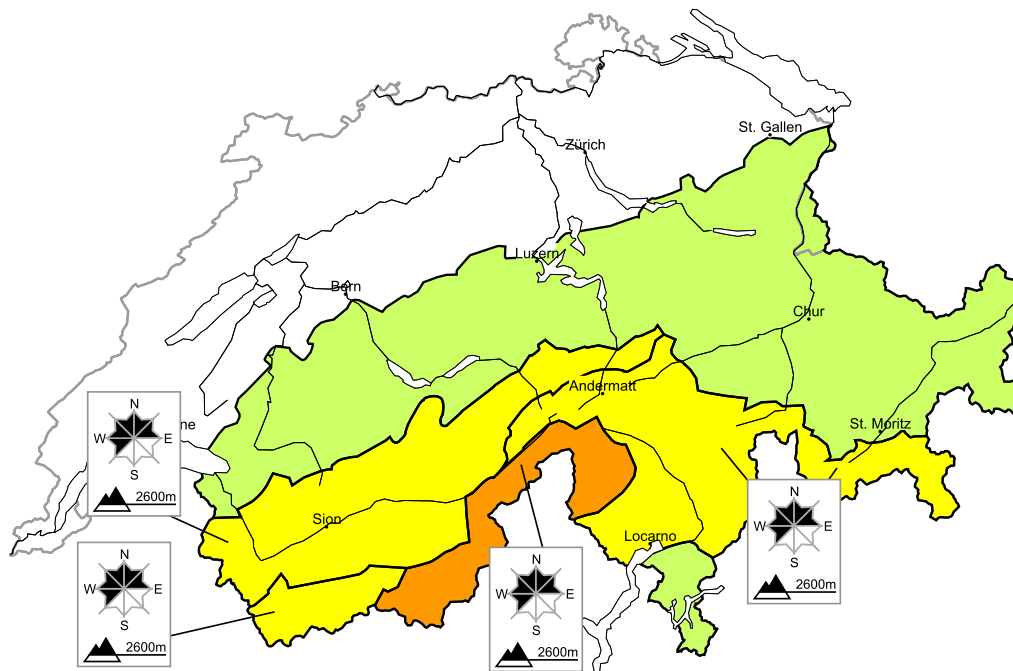 St. Gallen
Zürich
Luzern
Bern
Chur
Andermatt
ne
N
W E
S
2600m
St. Moritz
Sion
N
W E
S
2600m
Locarno
N
W E
S
2600m
N
W E
S
2600m